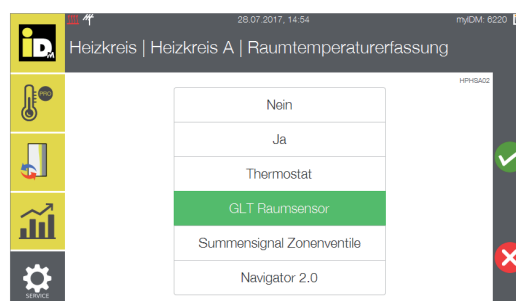 28.07.2017, 14:54
myIDM: 6220
iDM
Heizkreis | Heizkreis A | Raumtemperaturerfassung
HPHSA02
PRO
Nein
Ja
Thermostat
GLT Raumsensor
Summensignal Zonenventile
Navigator 2.0
SERVICE